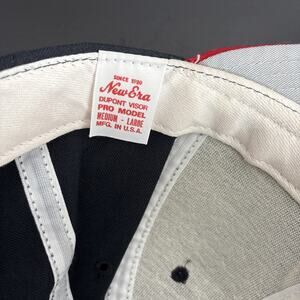 SINCE 1920
New Era
DUPONT VISOR
PRO MODEL
MEDIUM - LARGE
MFG. IN U.S.A.